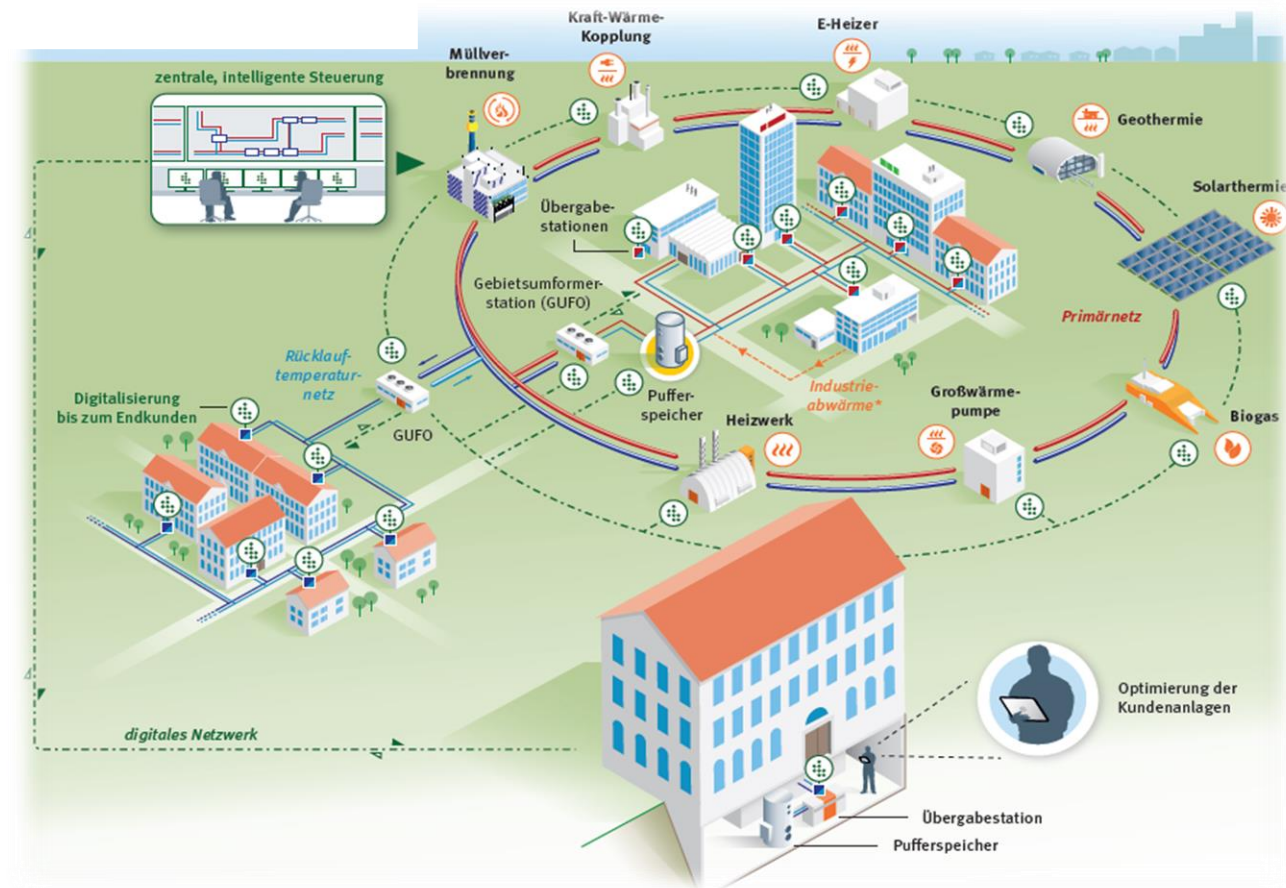 Kraft-Wärme-
Kopplung
E-Heizer
Müllver-
brennung
zentrale, intelligente Steuerung
Geothermie
Solarthermie
Übergabe-
stationen
Gebietsumformer-
station (GUFO)
Primärnetz
Rücklauf-
temperatur-
netz
Industrie-
abwärme*
Großwärme-
pumpe
Digitalisierung
bis zum Endkunden
Puffer-
speicher
Heizwerk
Biogas
GUFO
Optimierung der
Kundenanlagen
digitales Netzwerk
Übergabestation
Pufferspeicher